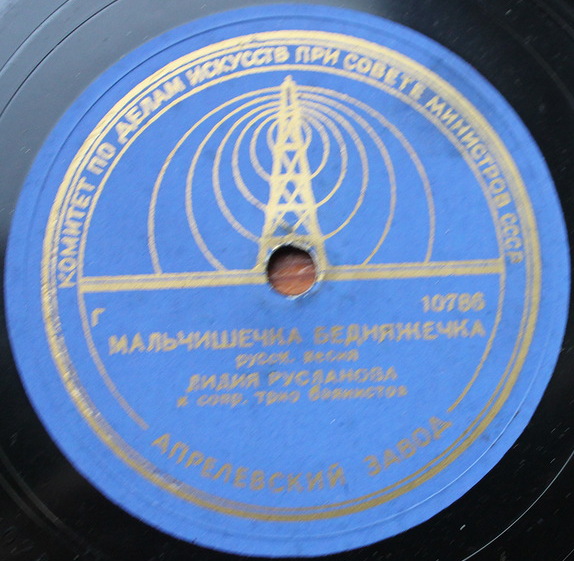 КОМИТЕТ ПО ДЕЛАМ ИСКУССТВ ПРИ СОВЕТЕ МИНИСТРОВ СССР
Г 10786
МАЛЬЧИШЕЧКА БЕДНЯЖЕЧКА
русск. песня
ЛИДИЯ РУСЛАНОВА
и сопр. трио баянистов
АПРЕЛЕВСКИЙ ЗАВОД